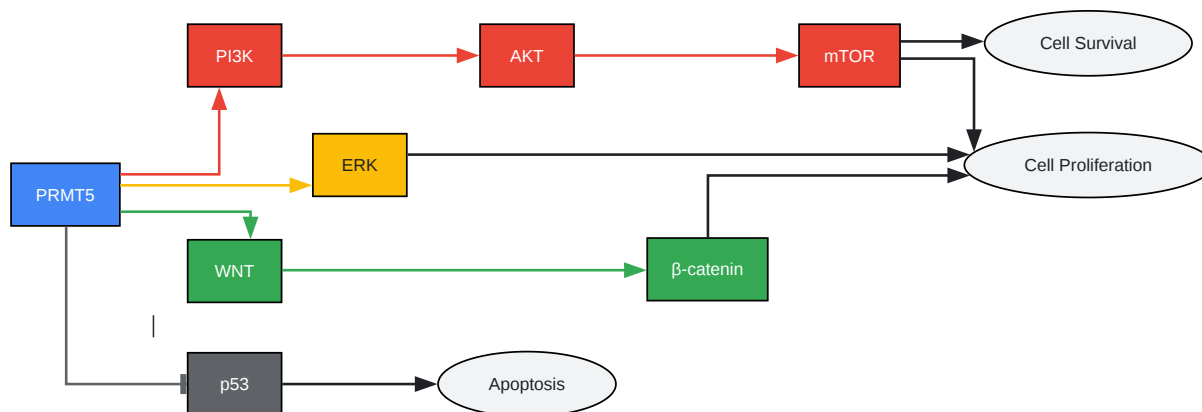 PI3K
AKT
mTOR
Cell Survival
ERK
Cell Proliferation
PRMT5
WNT
β-catenin
p53
Apoptosis